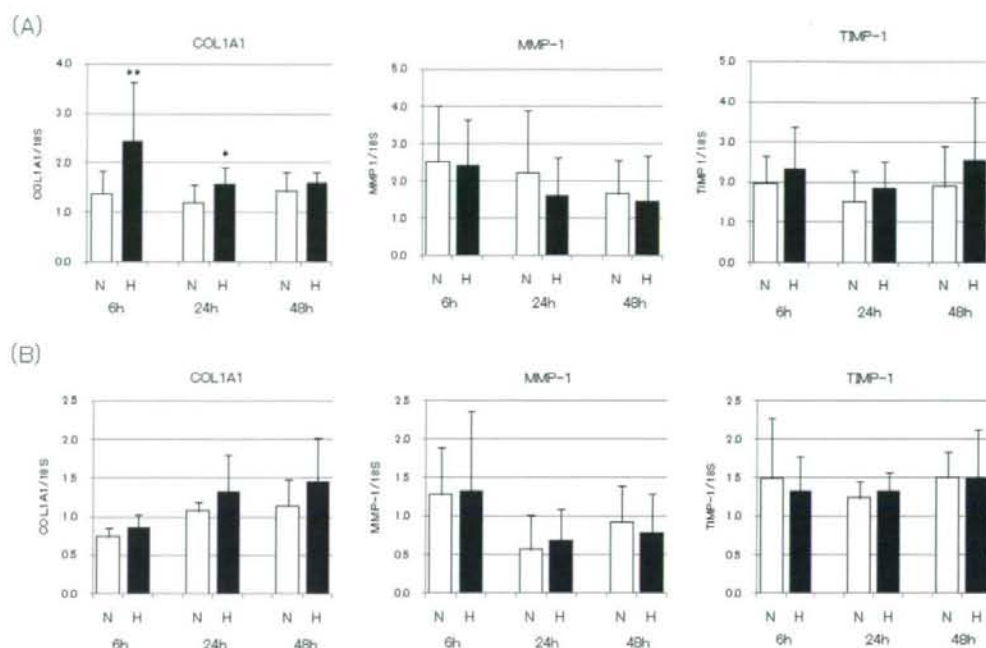 (A)
COL1A1
MMP-1
TIMP-1
COL1A1/18S
4.0
3.0
2.0
1.0
0.0
** *
N H N H N H
6h 24h 48h
MMP1/18S
5.0
4.0
3.0
2.0
1.0
0.0
N H N H N H
6h 24h 48h
TIMP1/18S
5.0
4.0
3.0
2.0
1.0
0.0
N H N H N H
6h 24h 48h
(B)
COL1A1
MMP-1
TIMP-1
COL1A1/18S
2.5
2.0
1.5
1.0
0.5
0.0
N H N H N H
6h 24h 48h
MMP-1/18S
2.5
2.0
1.5
1.0
0.5
0.0
N H N H N H
6h 24h 48h
TIMP-1/18S
2.5
2.0
1.5
1.0
0.5
0.0
N H N H N H
6h 24h 48h